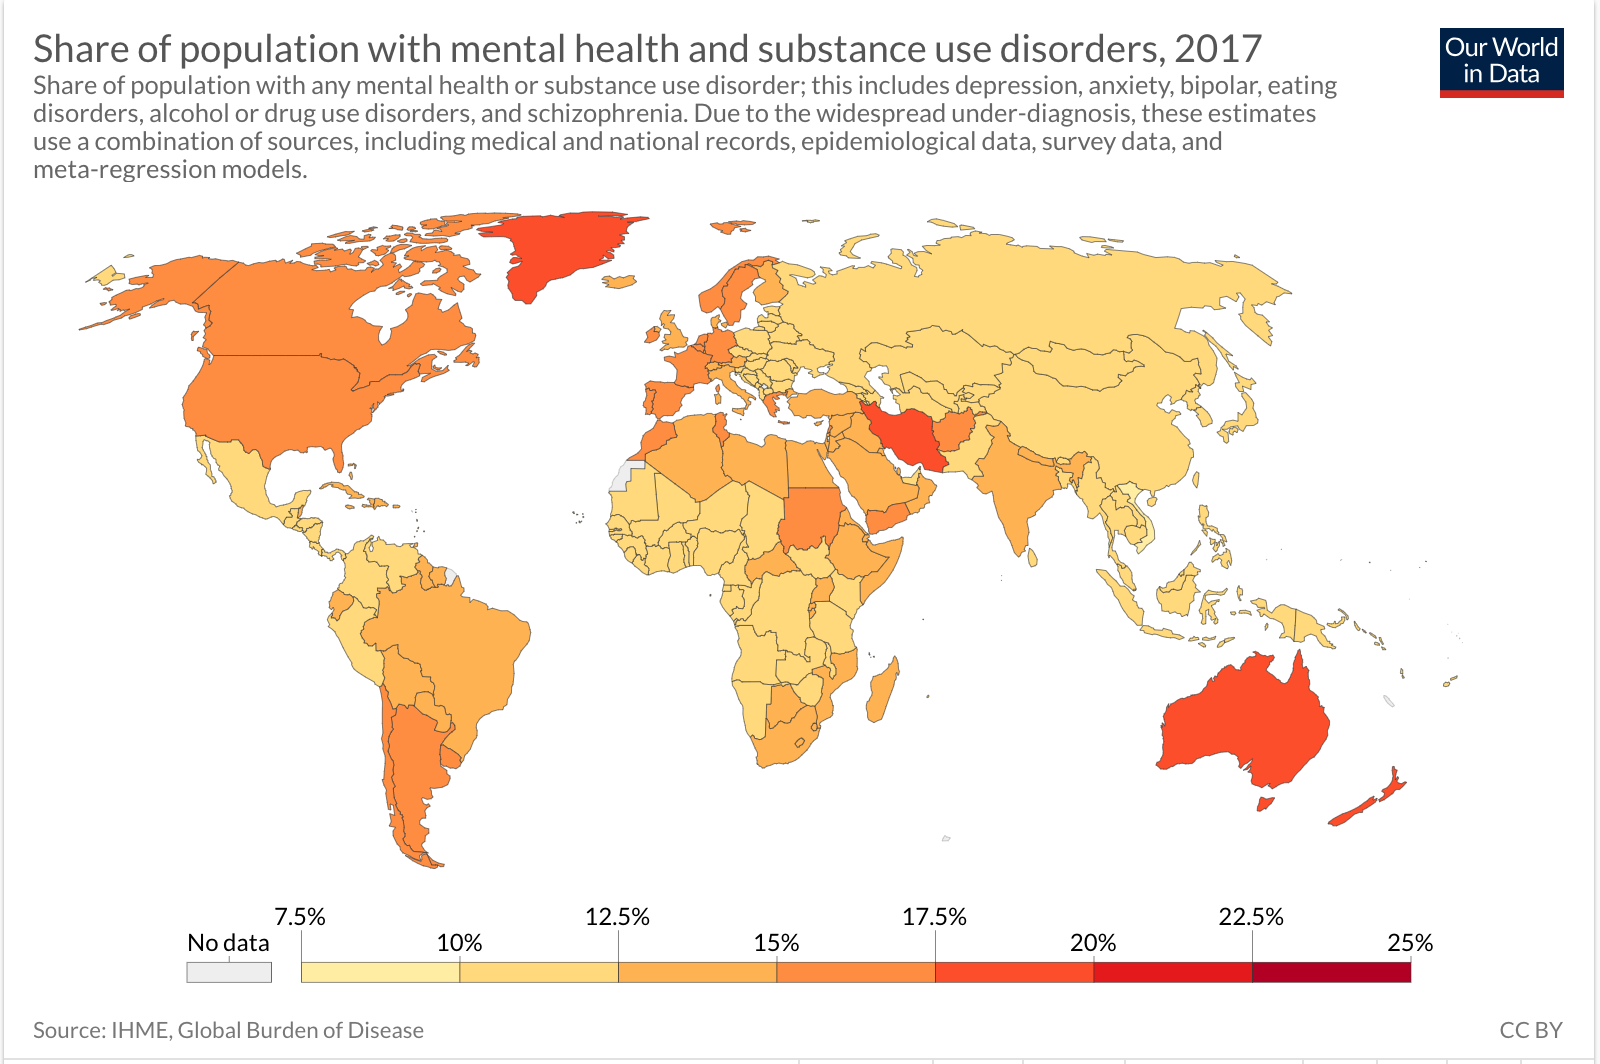 Share of population with mental health and substance use disorders, 2017
Our World
in Data
Share of population with any mental health or substance use disorder; this includes depression, anxiety, bipolar, eating
disorders, alcohol or drug use disorders, and schizophrenia. Due to the widespread under-diagnosis, these estimates
use a combination of sources, including medical and national records, epidemiological data, survey data, and
meta-regression models.
7.5% 12.5% 17.5% 22.5%
No data 10% 15% 20% 25%
Source: IHME, Global Burden of Disease
CC BY